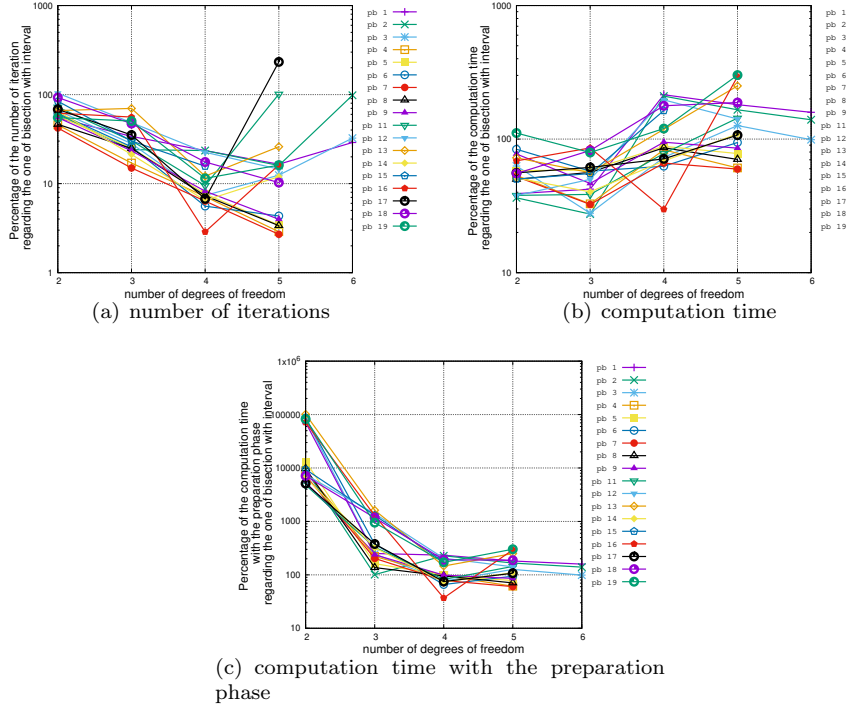 1000
100
10
1
2
3
4
5
6
Percentage of the number of iteration
regarding the one of bisection with interval
number of degrees of freedom
pb 1
pb 2
pb 3
pb 4
pb 5
pb 6
pb 7
pb 8
pb 9
pb 11
pb 12
pb 13
pb 14
pb 15
pb 16
pb 17
pb 18
pb 19
(a) number of iterations
1000
100
10
2
3
4
5
6
Percentage of the computation time
regarding the one of bisection with interval
number of degrees of freedom
pb 1
pb 2
pb 3
pb 4
pb 5
pb 6
pb 7
pb 8
pb 9
pb 11
pb 12
pb 13
pb 14
pb 15
pb 16
pb 17
pb 18
pb 19
(b) computation time
1x10^6
100000
10000
1000
100
10
2
3
4
5
6
Percentage of the computation time
with the preparation phase
regarding the one of bisection with interval
number of degrees of freedom
pb 1
pb 2
pb 3
pb 4
pb 5
pb 6
pb 7
pb 8
pb 9
pb 11
pb 12
pb 13
pb 14
pb 15
pb 16
pb 17
pb 18
pb 19
(c) computation time with the preparation
phase